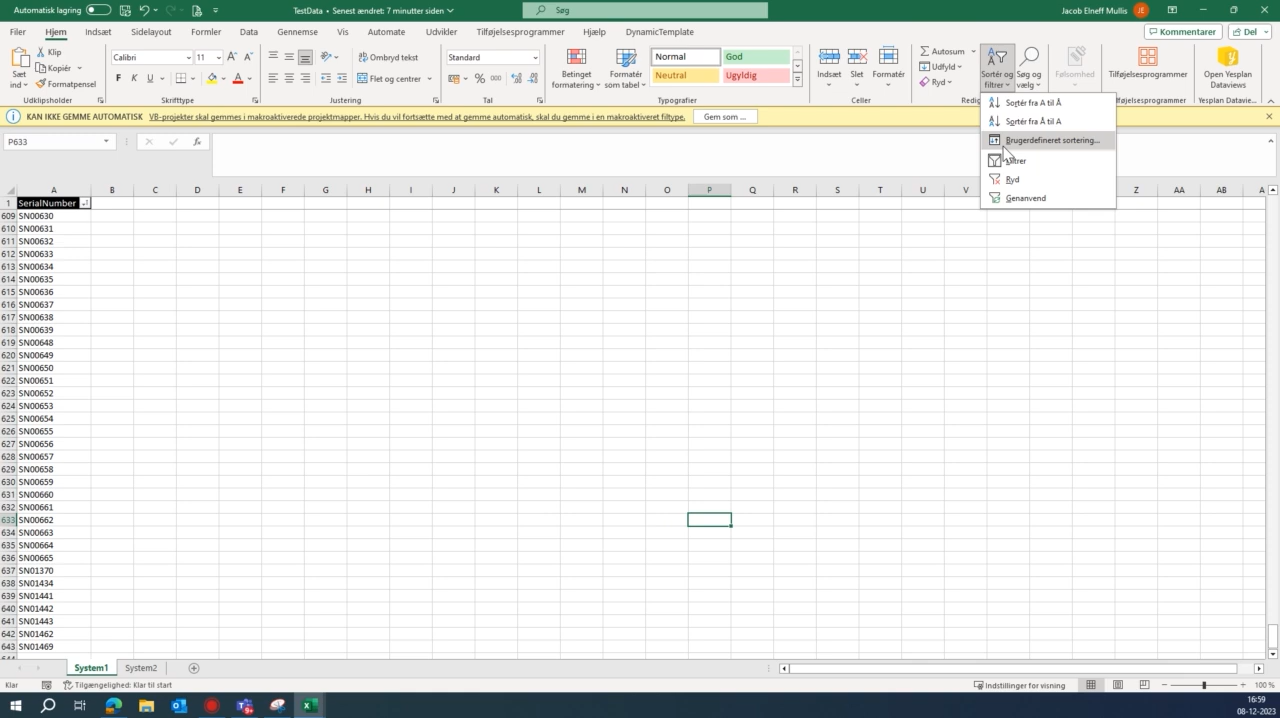 Automatisk lagring
TestData • Senest ændret: 7 minutter siden
Søg
Jacob Elneff Mullis
JE
Filer Hjem Indsæt Sidelayout Formler Data Gennemse Vis Automate Udvikler Tilføjelsesprogrammer Hjælp DynamicTemplate
Kommentarer
Del
Sæt ind
Klip
Kopiér
Formatpensel
Udklipsholder
Calibri 11
F K U
Skrifttype
Ombryd tekst
Flet og centrer
Justering
Standard
Tal
Betinget formatering
Formatér som tabel
Normal God
Neutral Ugyldig
Typografier
Indsæt Slet Formatér
Celler
Autosum
Udfyld
Ryd
Sortér og filtrer
Søg og vælg
Følsomhed
Tilføjelsesprogrammer
Open Yesplan Dataviews
Yesplan Datavie...
KAN IKKE GEMME AUTOMATISK VB-projekter skal gemmes i makroaktiverede projektmapper. Hvis du vil fortsætte med at gemme automatisk, skal du gemme i en makroaktiveret filtype. Gem som ...
Sortér fra A til Å
Sortér fra Å til A
Brugerdefineret sortering...
Ryd
Genanvend
P633
fx
A B C D E F G H I J K L M N O P Q R S T U V Z AA AB
1 SerialNumber
609 SN00630
610 SN00631
611 SN00632
612 SN00633
613 SN00634
614 SN00635
615 SN00636
616 SN00637
617 SN00638
618 SN00639
619 SN00648
620 SN00649
621 SN00650
622 SN00651
623 SN00652
624 SN00653
625 SN00654
626 SN00655
627 SN00656
628 SN00657
629 SN00658
630 SN00659
631 SN00660
632 SN00661
633 SN00662
634 SN00663
635 SN00664
636 SN00665
637 SN01370
638 SN01434
639 SN01441
640 SN01442
641 SN01443
642 SN01462
643 SN01469
System1 System2
Klar
Tilgængelighed: Klar til start
Indstillinger for visning
100 %
16:59
08-12-2023